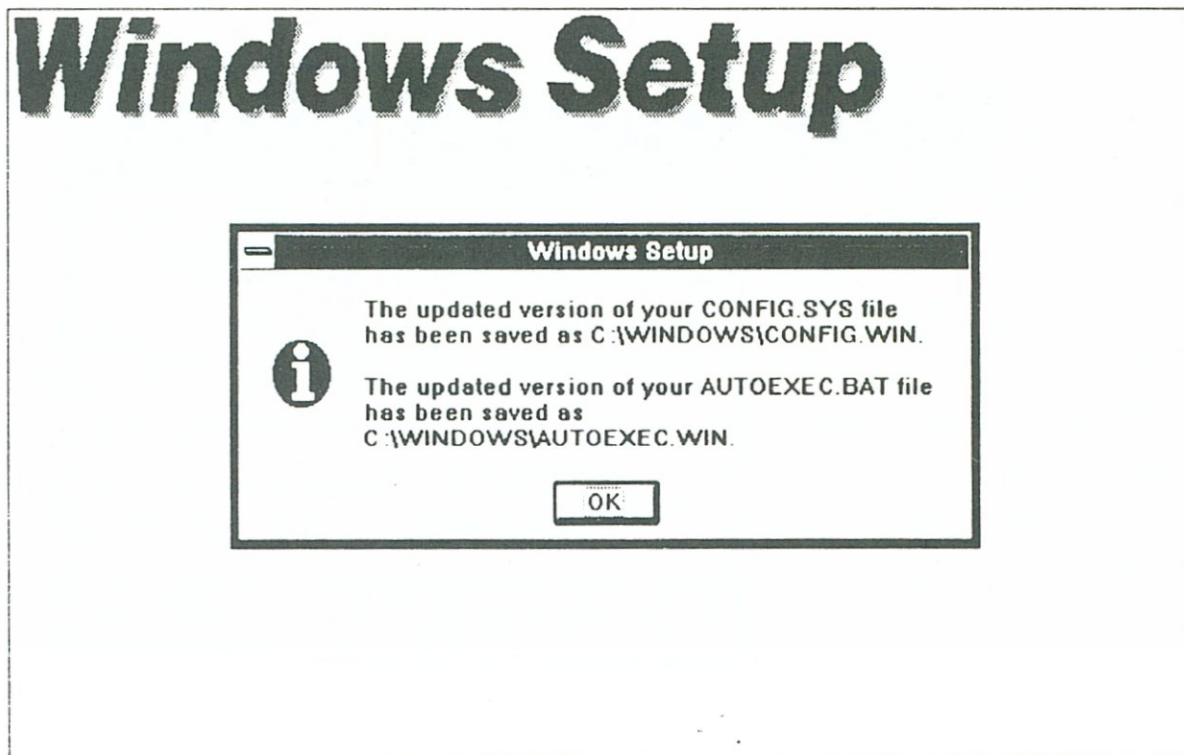 Windows Setup
Windows Setup
The updated version of your CONFIG.SYS file
has been saved as C:\WINDOWS\CONFIG.WIN.
The updated version of your AUTOEXEC.BAT file
has been saved as
C:\WINDOWS\AUTOEXEC.WIN.
OK